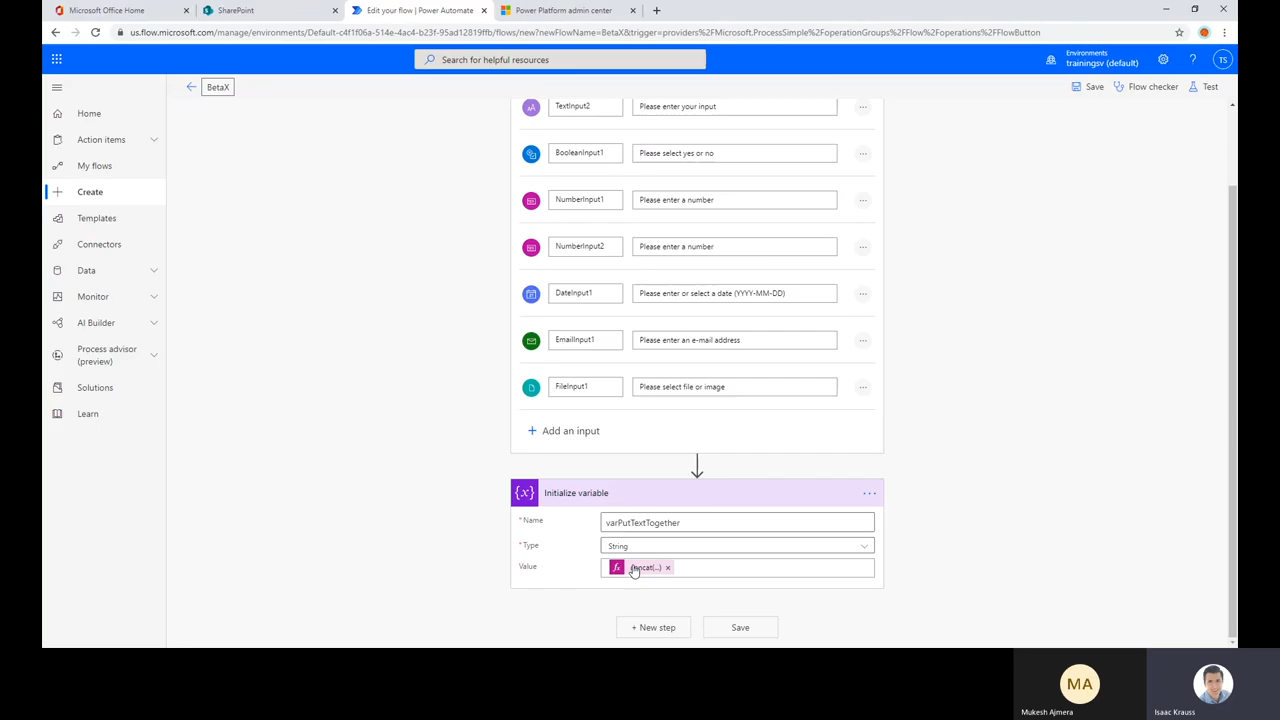 Microsoft Office Home
SharePoint
Edit your flow | Power Automate
Power Platform admin center
us.flow.microsoft.com/manage/environments/Default-c4f1f06a-514e-4ac4-b23f-95ad12819ffb/flows/new?newFlowName=BetaX&trigger=providers%2FMicrosoft.ProcessSimple%2FoperationGroups%2FFlow%2Foperations%2FFlowButton
Search for helpful resources
Environments
trainingsv (default)
?
TS
BetaX
Save
Flow checker
Test
Home
Action items
My flows
Create
Templates
Connectors
Data
Monitor
AI Builder
Process advisor
(preview)
Solutions
Learn
TextInput2 Please enter your input
BooleanInput1 Please select yes or no
NumberInput1 Please enter a number
NumberInput2 Please enter a number
DateInput1 Please enter or select a date (YYYY-MM-DD)
EmailInput1 Please enter an e-mail address
FileInput1 Please select file or image
+ Add an input
{x} Initialize variable
* Name varPutTextTogether
* Type String
Value fx concat(...) ×
+ New step
Save
MA
Mukesh Ajmera
Isaac Krauss